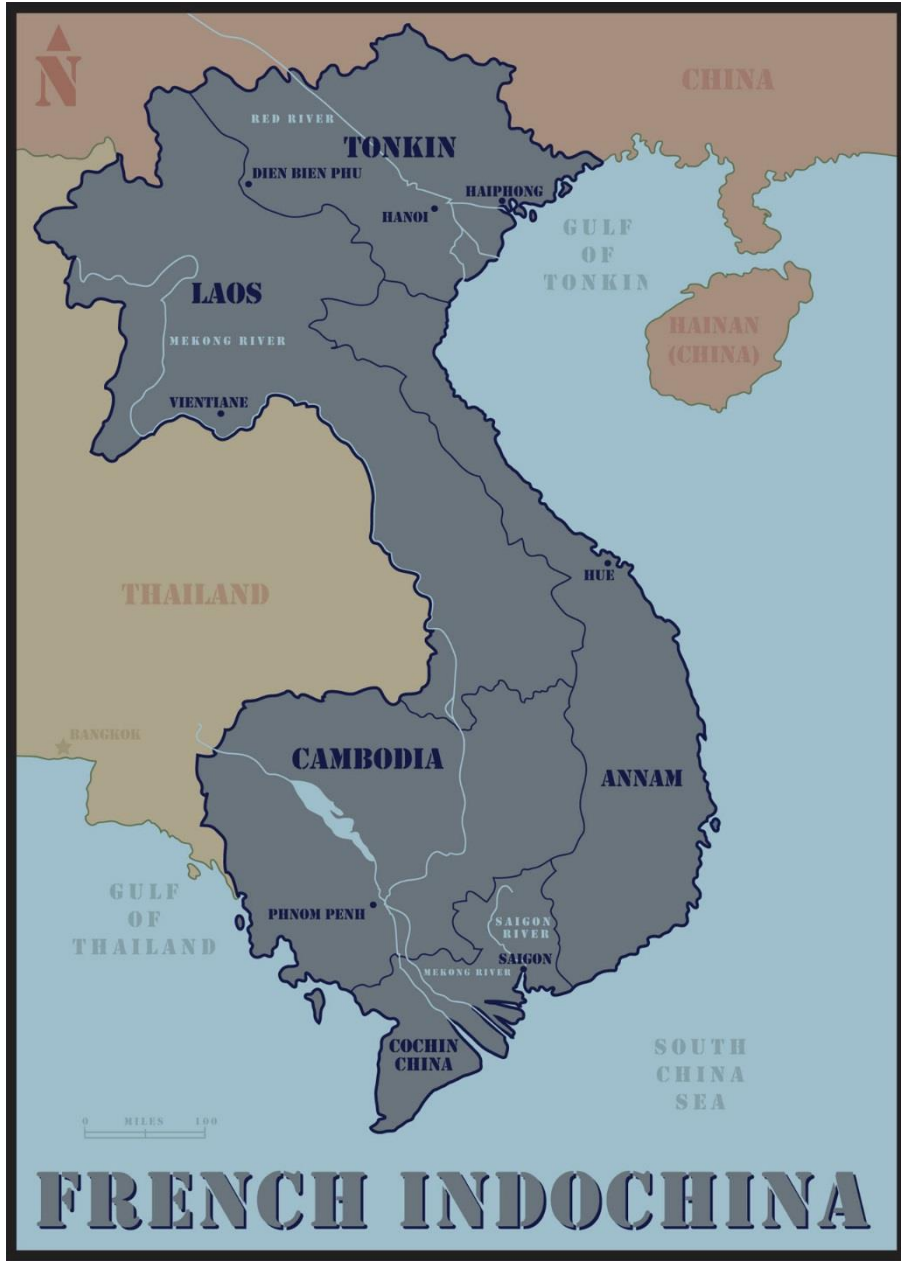 N
CHINA
RED RIVER
TONKIN
DIEN BIEN PHU
HAIPHONG
HANOI
GULF
OF
TONKIN
LAOS
HAINAN
(CHINA)
MEKONG RIVER
VIENTIANE
HUE
THAILAND
BANGKOK
CAMBODIA
ANNAM
GULF
OF
THAILAND
PHNOM PENH
SAIGON
RIVER
SAIGON
MEKONG RIVER
COCHIN
CHINA
SOUTH
CHINA
SEA
0 MILES 100
FRENCH INDOCHINA